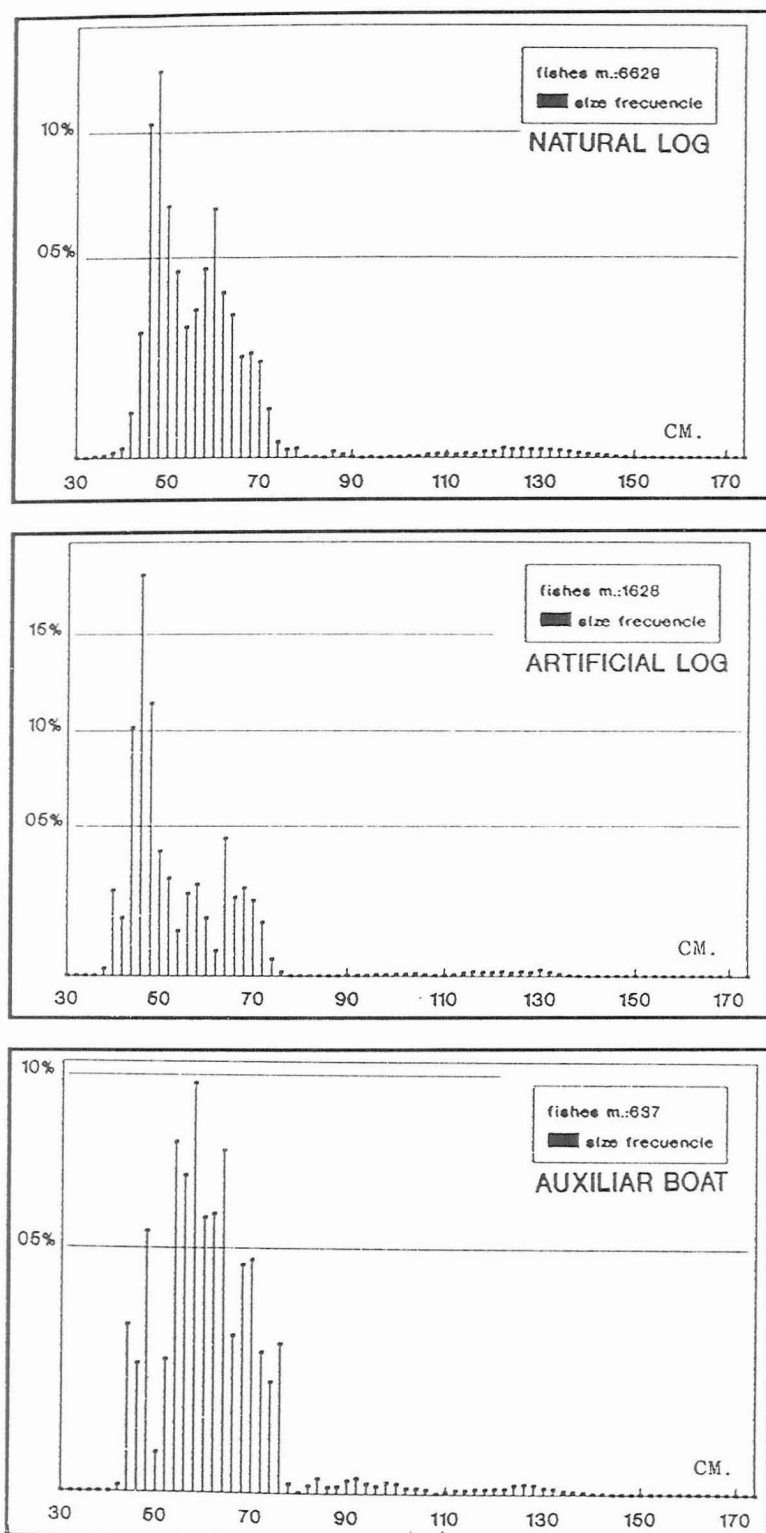 fishes m.:6629
size frecuencie
NATURAL LOG
10%
05%
CM.
30 50 70 90 110 130 150 170
fishes m.:1628
size frecuencie
ARTIFICIAL LOG
15%
10%
05%
CM.
30 50 70 90 110 130 150 170
fishes m.:637
size frecuencie
AUXILIAR BOAT
10%
05%
CM.
30 50 70 90 110 130 150 170